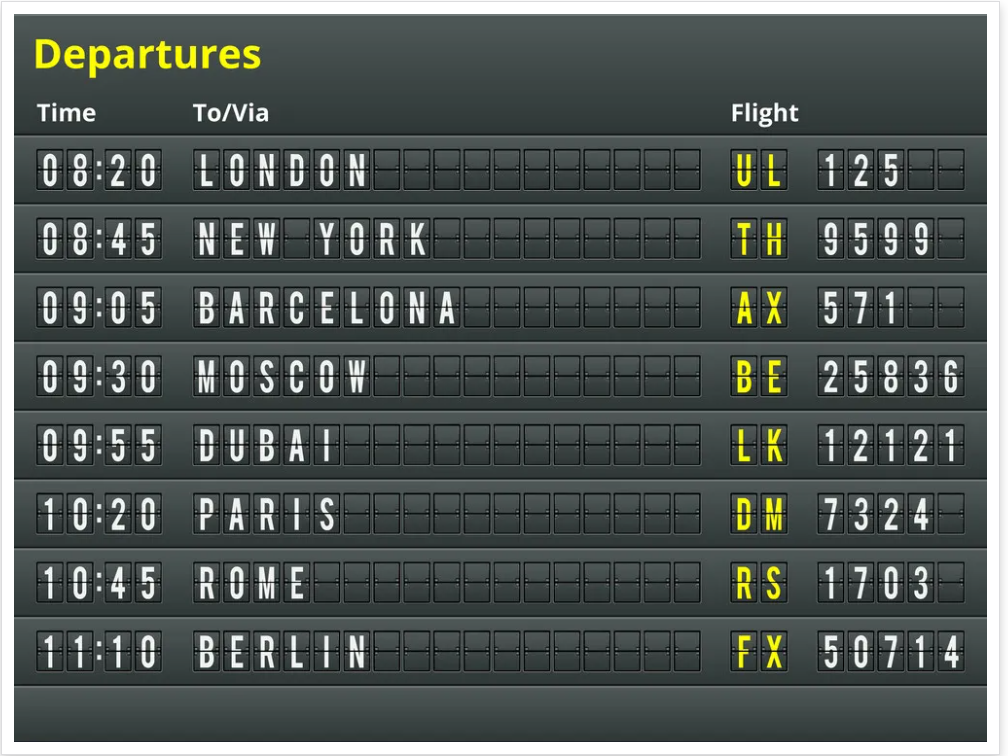 Departures
Time To/Via Flight
08:20 LONDON UL 125
08:45 NEW YORK TH 9599
09:05 BARCELONA AX 571
09:30 MOSCOW BE 25836
09:55 DUBAI LK 12121
10:20 PARIS DM 7324
10:45 ROME RS 1703
11:10 BERLIN FX 50714